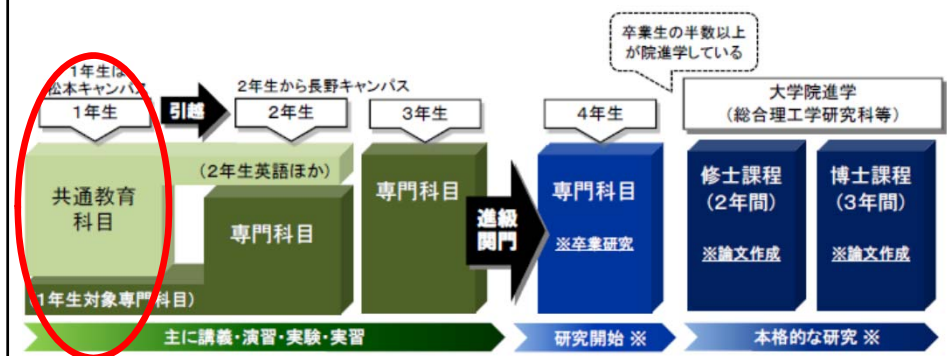 卒業生の半数以上
が院進学している
1年生は
松本キャンパス
2年生から長野キャンパス
1年生
引越
2年生
3年生
4年生
大学院進学
(総合理工学研究科等)
共通教育
科目
(2年生英語ほか)
専門科目
専門科目
進級
関門
専門科目
※卒業研究
修士課程
(2年間)
※論文作成
博士課程
(3年間)
※論文作成
(1年生対象専門科目)
主に講義・演習・実験・実習
研究開始 ※
本格的な研究 ※